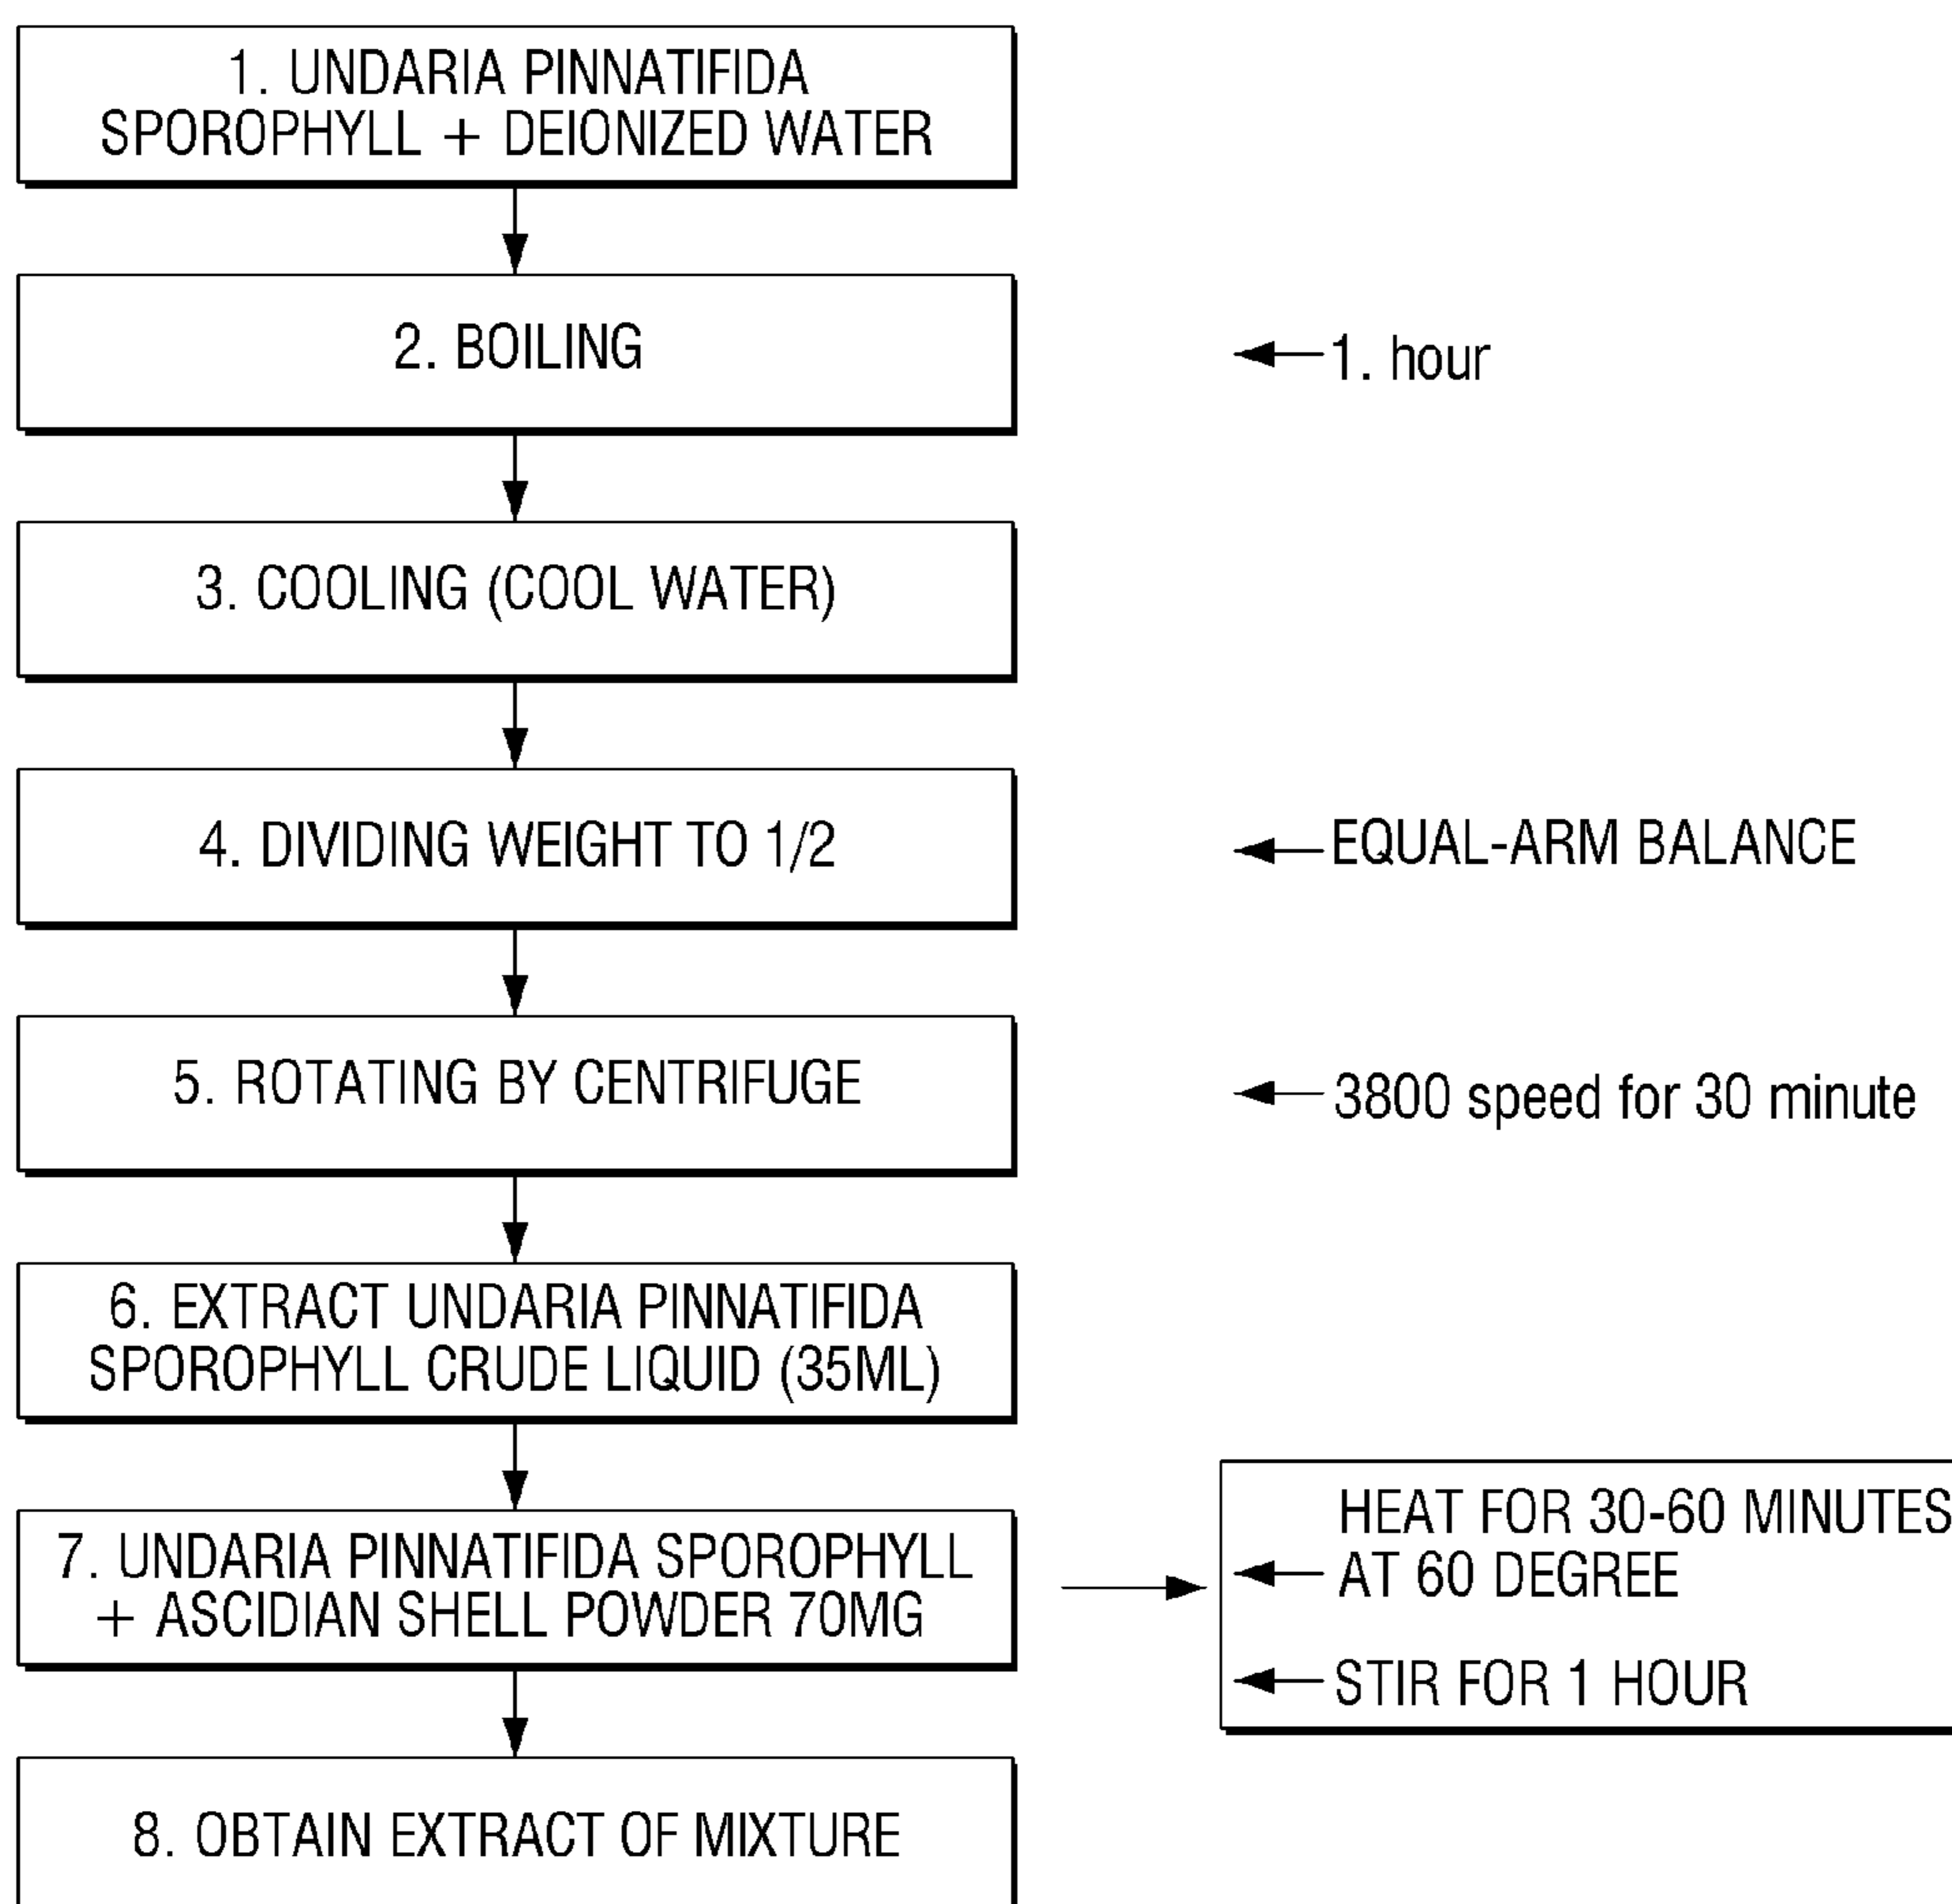 1. UNDARIA PINNATIFIDA
SPOROPHYLL + DEIONIZED WATER
2. BOILING
1. hour
3. COOLING (COOL WATER)
4. DIVIDING WEIGHT TO 1/2
EQUAL-ARM BALANCE
5. ROTATING BY CENTRIFUGE
3800 speed for 30 minute
6. EXTRACT UNDARIA PINNATIFIDA
SPOROPHYLL CRUDE LIQUID (35ML)
7. UNDARIA PINNATIFIDA SPOROPHYLL
+ ASCIDIAN SHELL POWDER 70MG
HEAT FOR 30-60 MINUTES
AT 60 DEGREE
STIR FOR 1 HOUR
8. OBTAIN EXTRACT OF MIXTURE